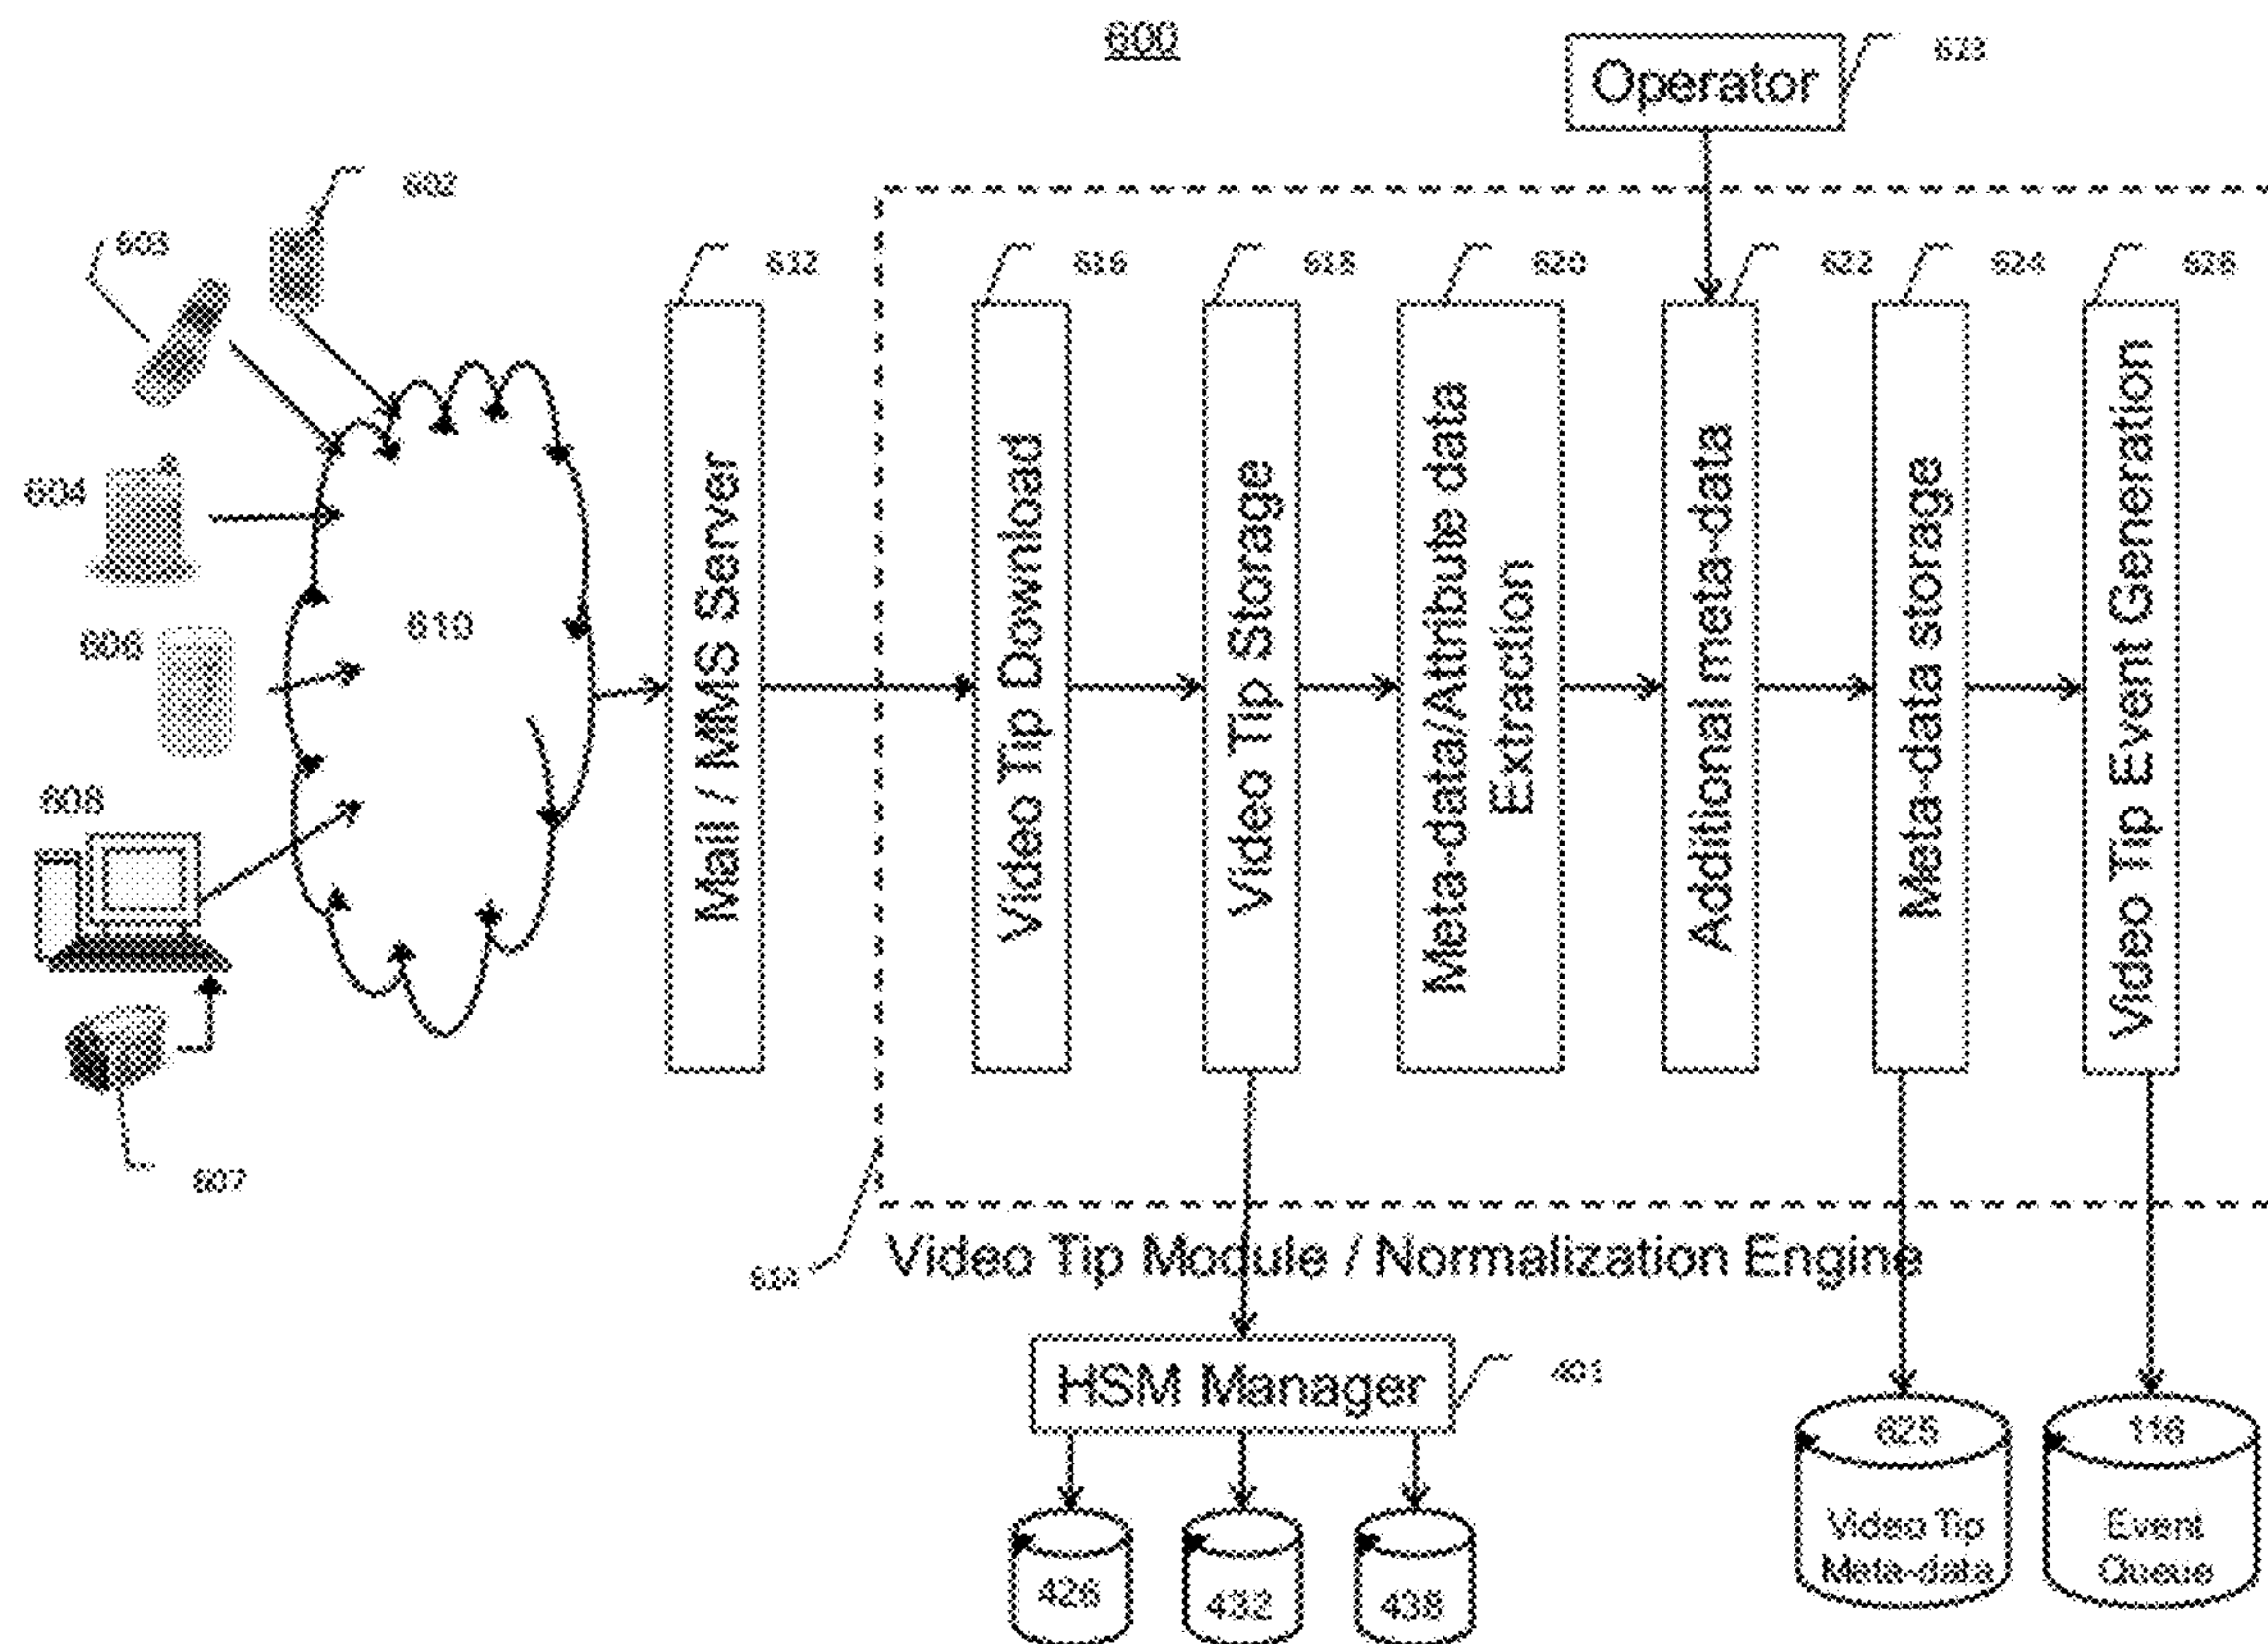 600
Operator
623
602
603
612
616
618
620
622
624
626
604
610
606
608
607
Mail / MMS Server
Video Tip Download
Video Tip Storage
Meta-data/Attribute data
Extraction
Additional meta-data
Meta-data storage
Video Tip Event Generation
614
Video Tip Module / Normalization Engine
HSM Manager
401
426
432
438
625
Video Tip
Meta-data
116
Event
Queue